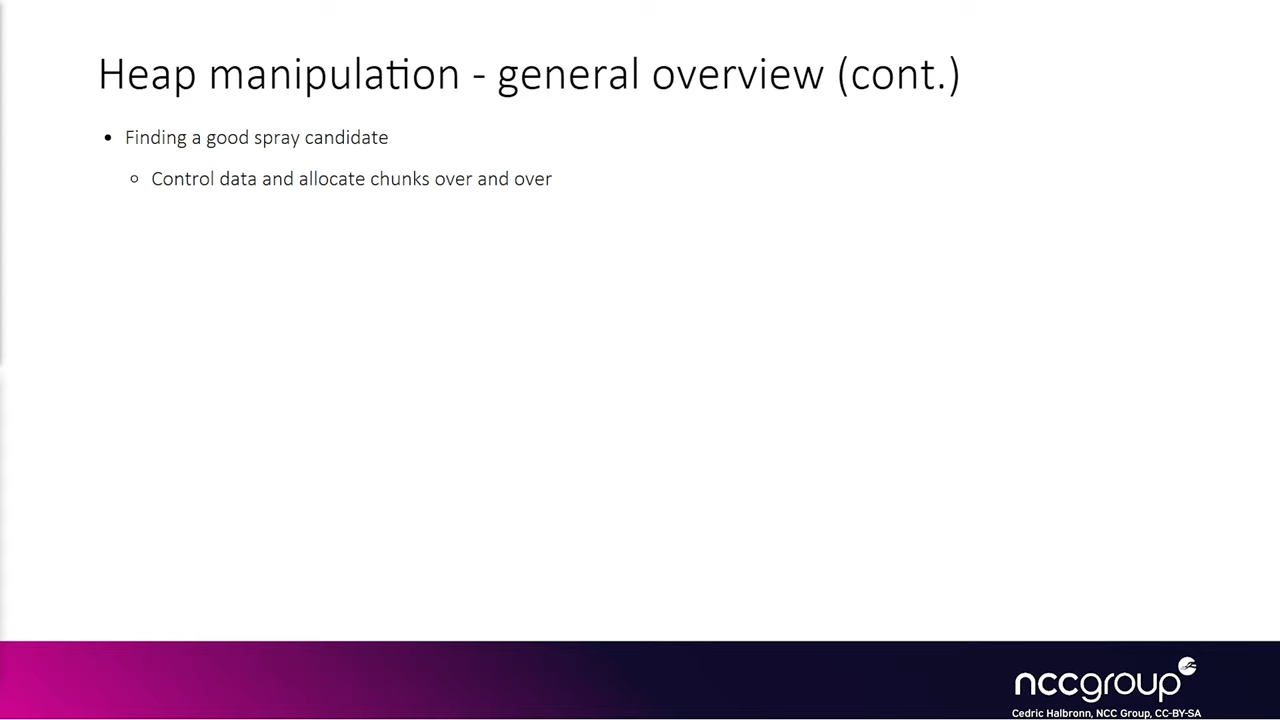 Heap manipulation - general overview (cont.)
• Finding a good spray candidate
○ Control data and allocate chunks over and over
nccgroup
Cedric Halbronn, NCC Group, CC-BY-SA